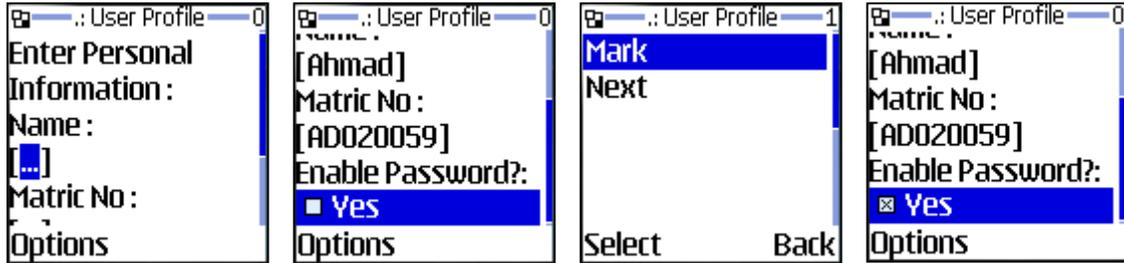 .: User Profile 0
Enter Personal
Information :
Name :
[...]
Matric No :
Options
.: User Profile 0
Name :
[Ahmad]
Matric No :
[AD020059]
Enable Password?:
Yes
Options
.: User Profile 1
Mark
Next
Select Back
.: User Profile 0
Name :
[Ahmad]
Matric No :
[AD020059]
Enable Password?:
Yes
Options